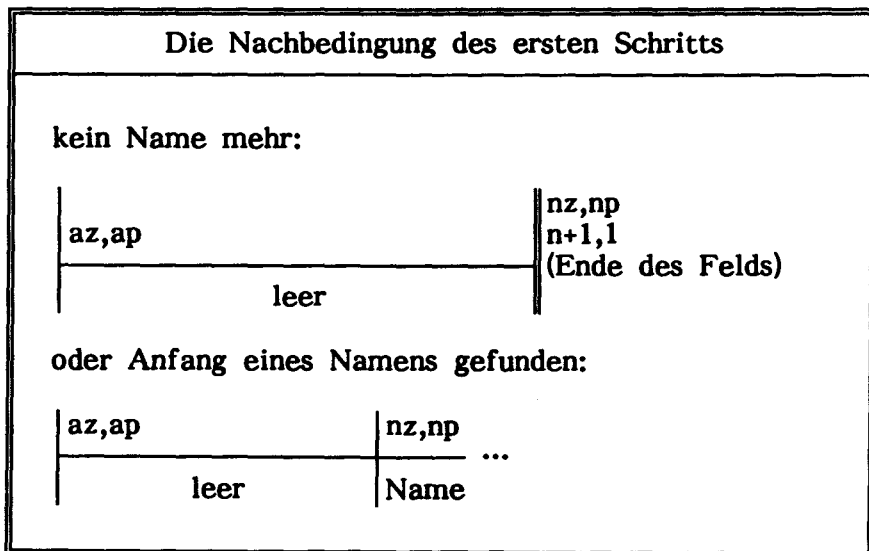 Die Nachbedingung des ersten Schritts
kein Name mehr:
az,ap
nz,np
n+1,1
(Ende des Felds)
leer
oder Anfang eines Namens gefunden:
az,ap nz,np
...
leer Name